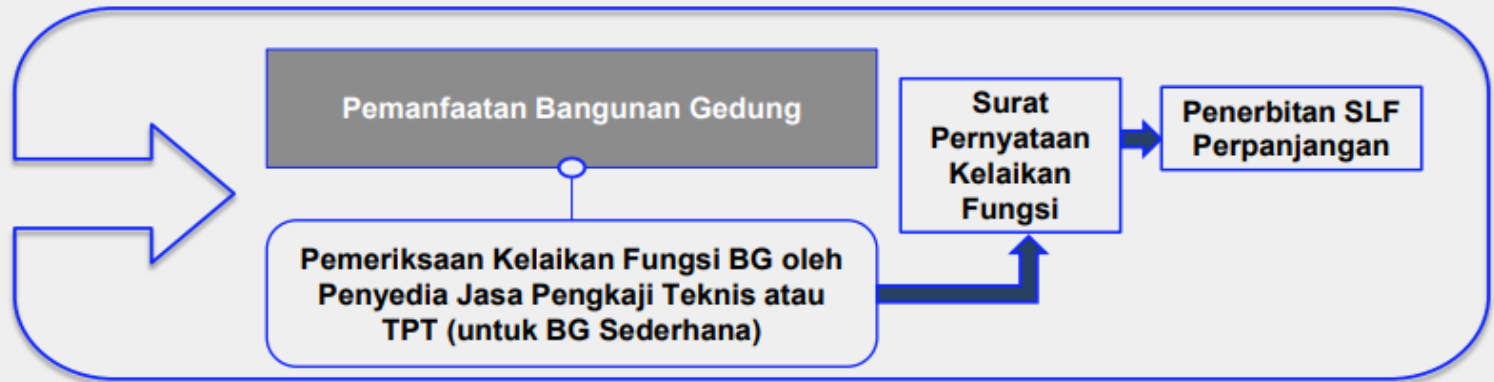 Pemanfaatan Bangunan Gedung
Pemeriksaan Kelaikan Fungsi BG oleh
Penyedia Jasa Pengkaji Teknis atau
TPT (untuk BG Sederhana)
Surat
Pernyataan
Kelaikan
Fungsi
Penerbitan SLF
Perpanjangan